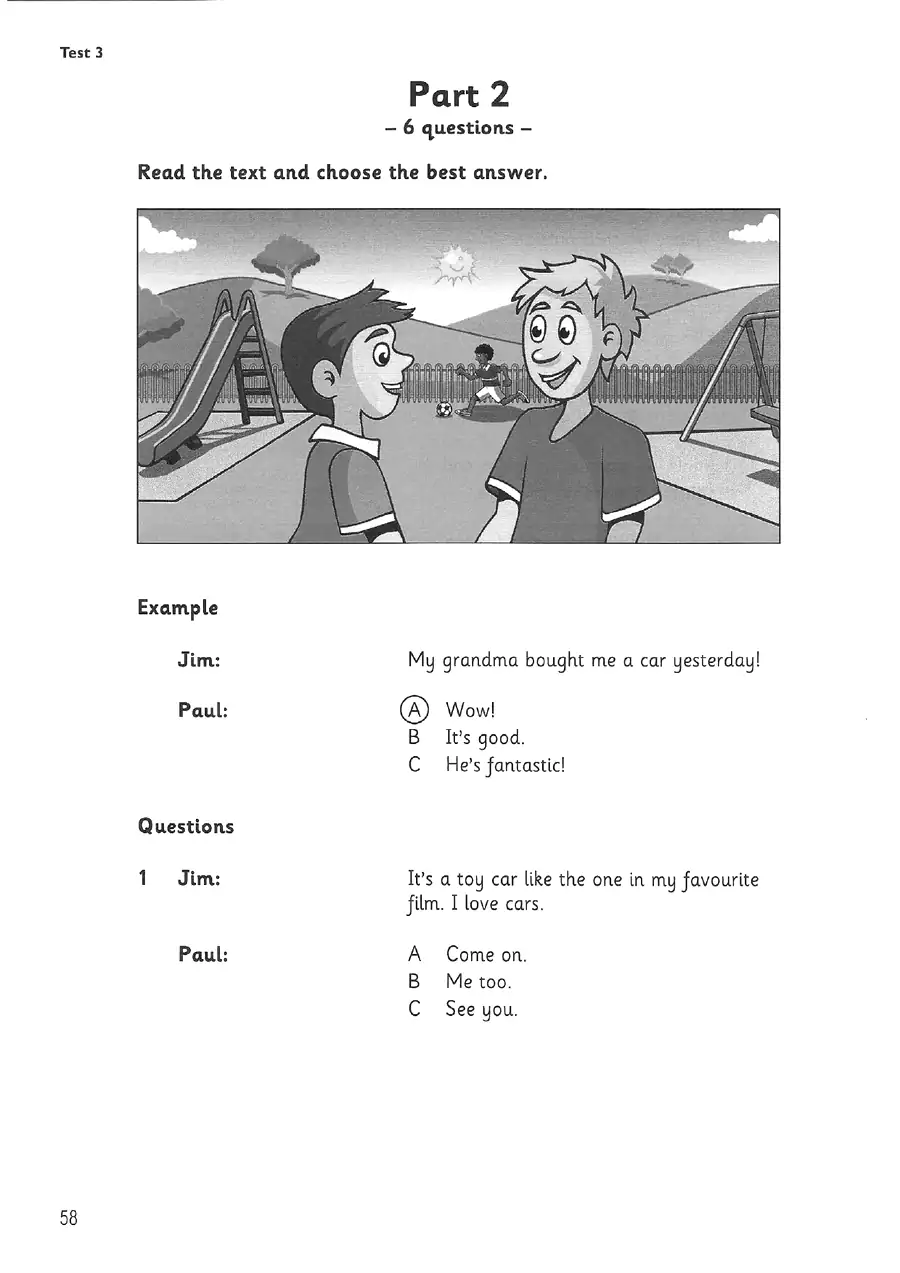 Test 3
Part 2
– 6 questions –
Read the text and choose the best answer.
Example
Jim: My grandma bought me a car yesterday!
Paul: A Wow!
B It's good.
C He's fantastic!
Questions
1 Jim: It's a toy car like the one in my favourite
film. I love cars.
Paul: A Come on.
B Me too.
C See you.
58